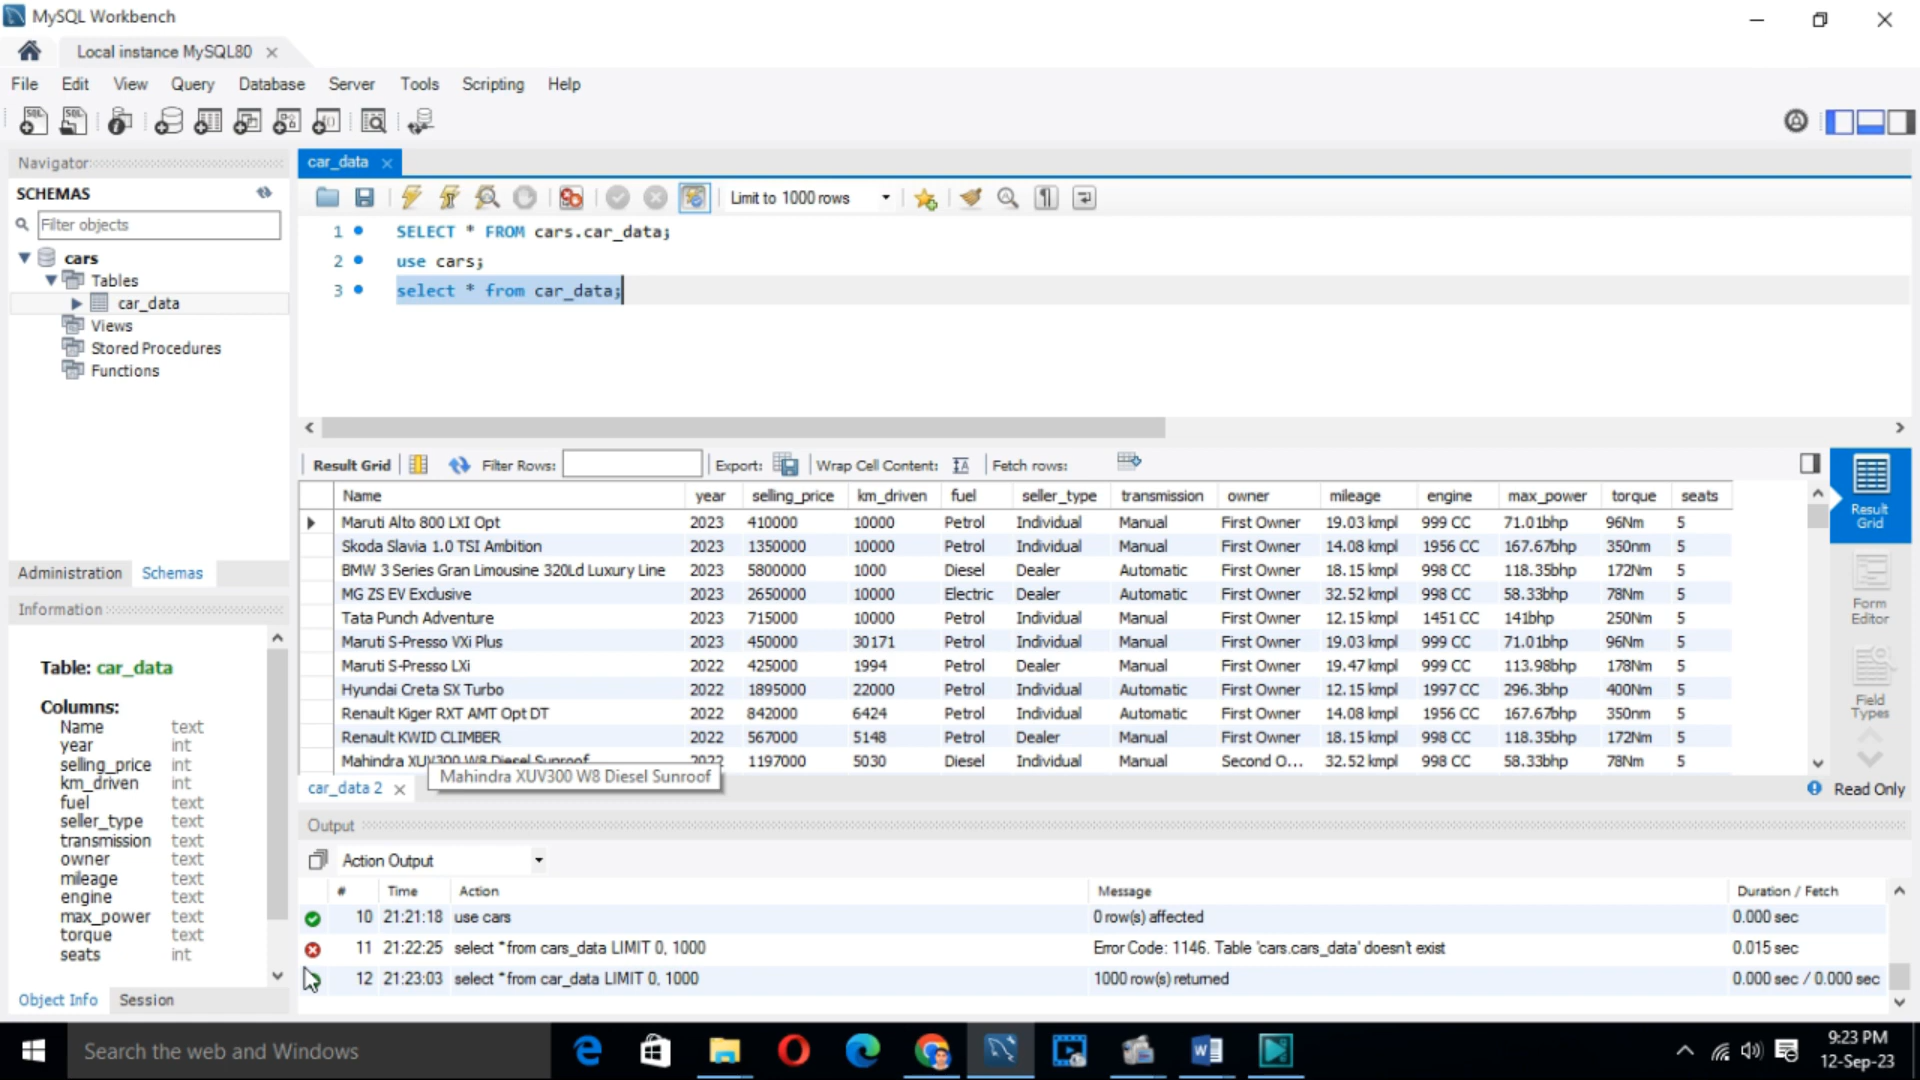 MySQL Workbench
Local instance MySQL80
File Edit View Query Database Server Tools Scripting Help
Navigator
SCHEMAS
Filter objects
cars
Tables
car_data
Views
Stored Procedures
Functions
Administration Schemas
Information
Table: car_data
Columns:
Name text
year int
selling_price int
km_driven int
fuel text
seller_type text
transmission text
owner text
mileage text
engine text
max_power text
torque text
seats int
Object Info Session
car_data
Limit to 1000 rows
1 SELECT * FROM cars.car_data;
2 use cars;
3 select * from car_data;
Result Grid Filter Rows: Export: Wrap Cell Content: Fetch rows:
Name year selling_price km_driven fuel seller_type transmission owner mileage engine max_power torque seats
Maruti Alto 800 LXI Opt 2023 410000 10000 Petrol Individual Manual First Owner 19.03 kmpl 999 CC 71.01bhp 96Nm 5
Skoda Slavia 1.0 TSI Ambition 2023 1350000 10000 Petrol Individual Manual First Owner 14.08 kmpl 1956 CC 167.67bhp 350nm 5
BMW 3 Series Gran Limousine 320Ld Luxury Line 2023 5800000 1000 Diesel Dealer Automatic First Owner 18.15 kmpl 998 CC 118.35bhp 172Nm 5
MG ZS EV Exclusive 2023 2650000 10000 Electric Dealer Automatic First Owner 32.52 kmpl 998 CC 58.33bhp 78Nm 5
Tata Punch Adventure 2023 715000 10000 Petrol Individual Manual First Owner 12.15 kmpl 1451 CC 141bhp 250Nm 5
Maruti S-Presso VXi Plus 2023 450000 30171 Petrol Individual Manual First Owner 19.03 kmpl 999 CC 71.01bhp 96Nm 5
Maruti S-Presso LXi 2022 425000 1994 Petrol Dealer Manual First Owner 19.47 kmpl 999 CC 113.98bhp 178Nm 5
Hyundai Creta SX Turbo 2022 1895000 22000 Petrol Individual Automatic First Owner 12.15 kmpl 1997 CC 296.3bhp 400Nm 5
Renault Kiger RXT AMT Opt DT 2022 842000 6424 Petrol Individual Automatic First Owner 14.08 kmpl 1956 CC 167.67bhp 350nm 5
Renault KWID CLIMBER 2022 567000 5148 Petrol Dealer Manual First Owner 18.15 kmpl 998 CC 118.35bhp 172Nm 5
Mahindra XUV300 W8 Diesel Sunroof 2022 1197000 5030 Diesel Individual Manual Second O... 32.52 kmpl 998 CC 58.33bhp 78Nm 5
Mahindra XUV300 W8 Diesel Sunroof
car_data 2
Result
Grid
Form
Editor
Field
Types
Read Only
Output
Action Output
# Time Action Message Duration / Fetch
10 21:21:18 use cars 0 row(s) affected 0.000 sec
11 21:22:25 select * from cars_data LIMIT 0, 1000 Error Code: 1146. Table 'cars.cars_data' doesn't exist 0.015 sec
12 21:23:03 select * from car_data LIMIT 0, 1000 1000 row(s) returned 0.000 sec / 0.000 sec
Search the web and Windows
9:23 PM
12-Sep-23